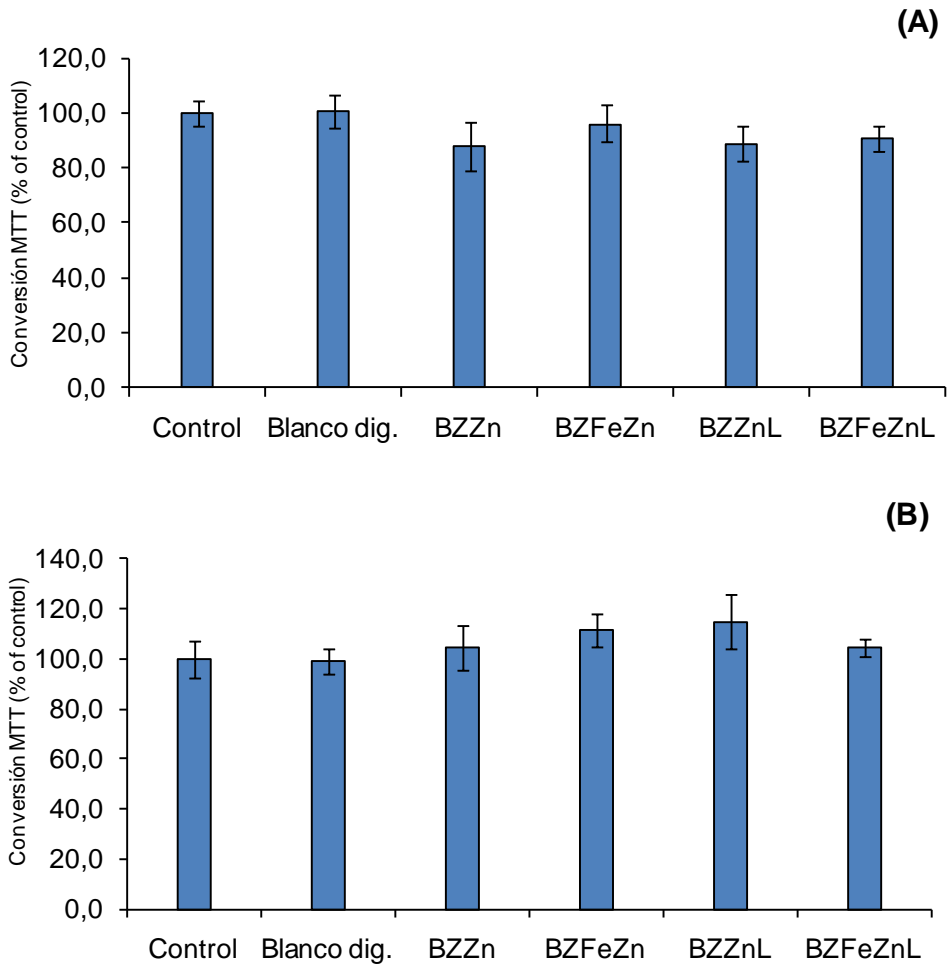 (A)
Conversión MTT (% of control)
120,0
100,0
80,0
60,0
40,0
20,0
0,0
Control Blanco dig. BZZn BZFeZn BZZnL BZFeZnL
(B)
Conversión MTT (% of control)
140,0
120,0
100,0
80,0
60,0
40,0
20,0
0,0
Control Blanco dig. BZZn BZFeZn BZZnL BZFeZnL